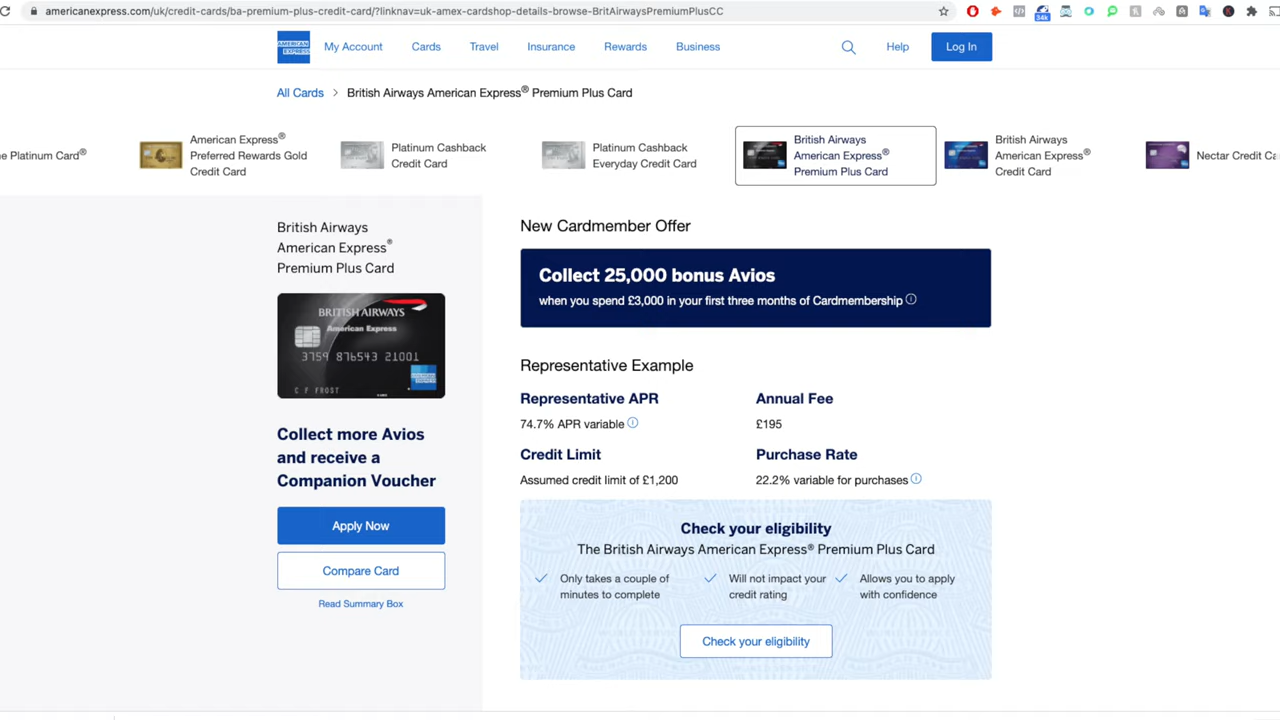 americanexpress.com/uk/credit-cards/ba-premium-plus-credit-card/?linknav=uk-amex-cardshop-details-browse-BritAirwaysPremiumPlusCC
34k
AMERICAN EXPRESS
My Account Cards Travel Insurance Rewards Business Help Log In
All Cards > British Airways American Express® Premium Plus Card
e Platinum Card®
American Express®
Preferred Rewards Gold
Credit Card
Platinum Cashback
Credit Card
Platinum Cashback
Everyday Credit Card
British Airways
American Express®
Premium Plus Card
British Airways
American Express®
Credit Card
Nectar Credit Ca
British Airways
American Express®
Premium Plus Card
BRITISH AIRWAYS
American Express
3759 876543 21001
C F FROST
Collect more Avios
and receive a
Companion Voucher
Apply Now
Compare Card
Read Summary Box
New Cardmember Offer
Collect 25,000 bonus Avios
when you spend £3,000 in your first three months of Cardmembership
Representative Example
Representative APR
74.7% APR variable
Annual Fee
£195
Credit Limit
Assumed credit limit of £1,200
Purchase Rate
22.2% variable for purchases
Check your eligibility
The British Airways American Express® Premium Plus Card
Only takes a couple of
minutes to complete
Will not impact your
credit rating
Allows you to apply
with confidence
Check your eligibility